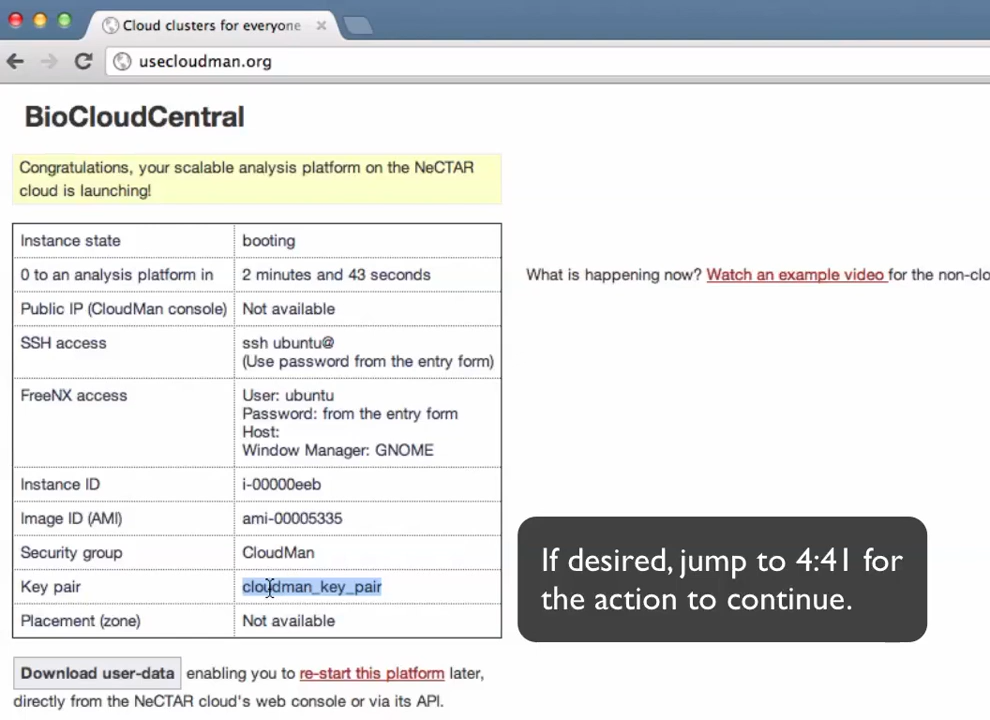 Cloud clusters for everyone
usecloudman.org
BioCloudCentral
Congratulations, your scalable analysis platform on the NeCTAR
cloud is launching!
Instance state booting
0 to an analysis platform in 2 minutes and 43 seconds
What is happening now? Watch an example video for the non-clo
Public IP (CloudMan console) Not available
SSH access ssh ubuntu@
(Use password from the entry form)
FreeNX access User: ubuntu
Password: from the entry form
Host:
Window Manager: GNOME
Instance ID i-00000eeb
Image ID (AMI) ami-00005335
Security group CloudMan
Key pair cloudman_key_pair
Placement (zone) Not available
If desired, jump to 4:41 for
the action to continue.
Download user-data enabling you to re-start this platform later,
directly from the NeCTAR cloud's web console or via its API.